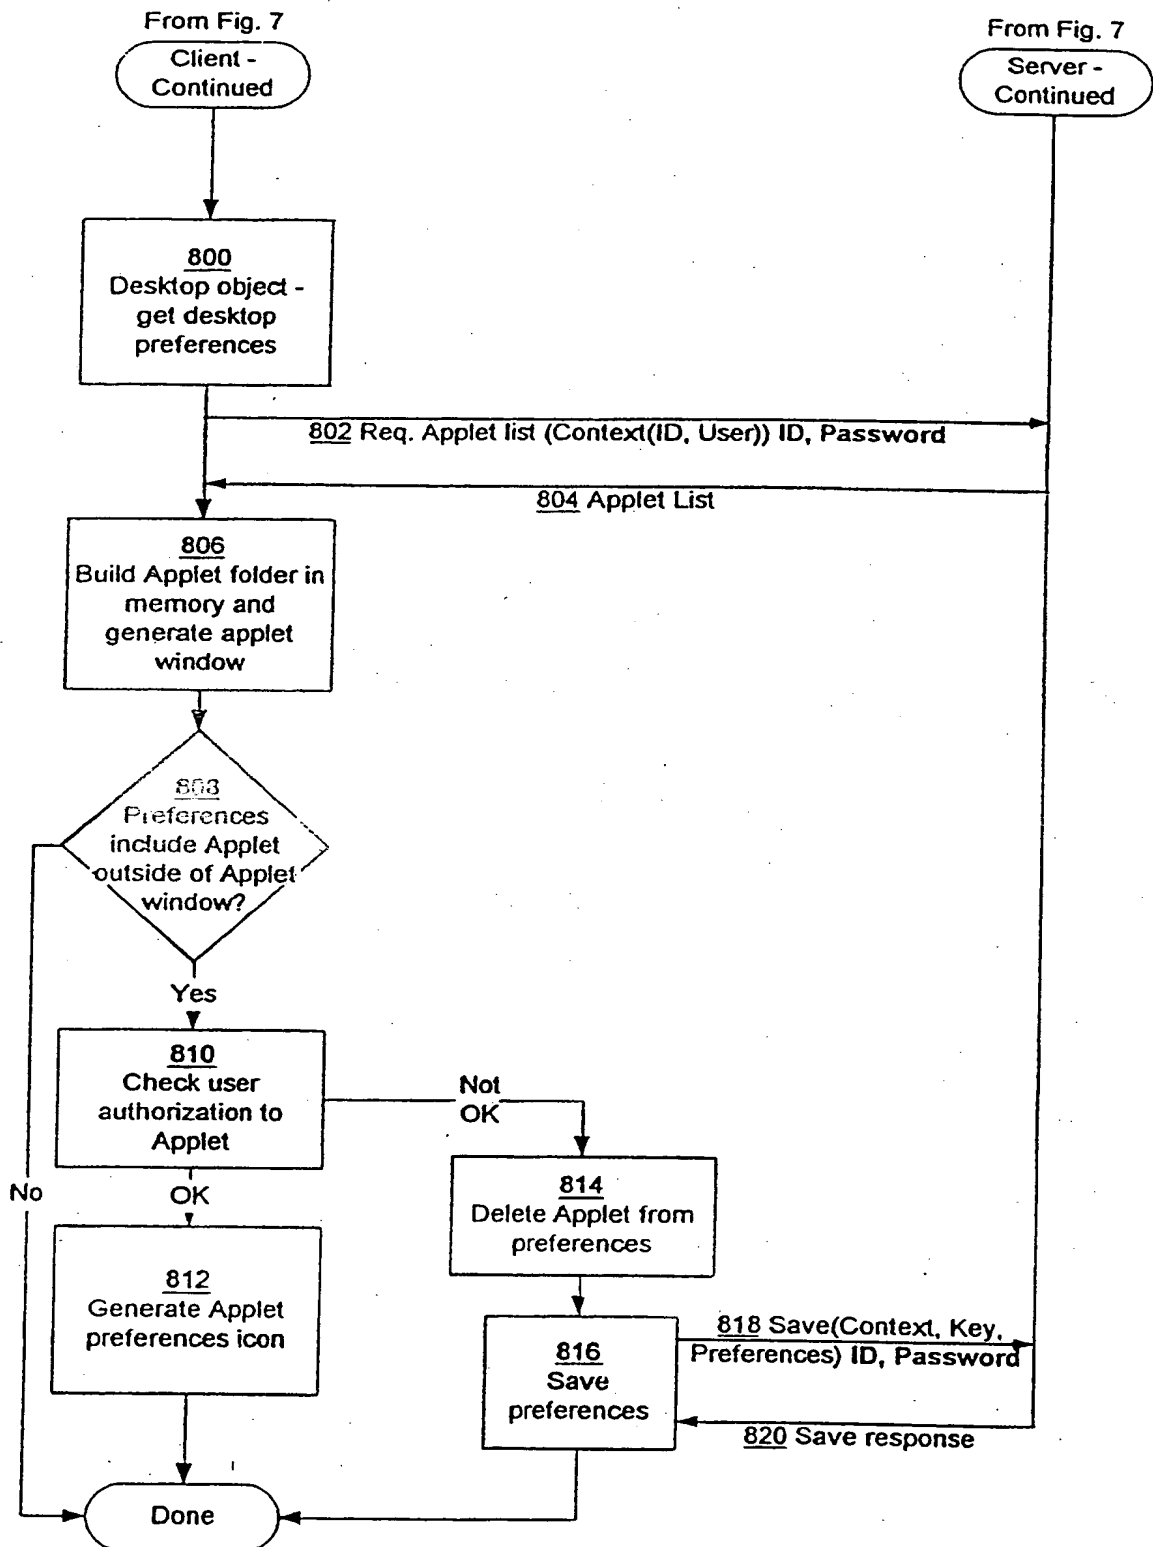 From Fig. 7
Client -
Continued
From Fig. 7
Server -
Continued
800
Desktop object -
get desktop
preferences
802 Req. Applet list (Context(ID, User)) ID, Password
804 Applet List
806
Build Applet folder in
memory and
generate applet
window
808
Preferences
include Applet
outside of Applet
window?
Yes
810
Check user
authorization to
Applet
Not
OK
No
OK
814
Delete Applet from
preferences
812
Generate Applet
preferences icon
816
Save
preferences
818 Save(Context, Key,
Preferences) ID, Password
820 Save response
Done